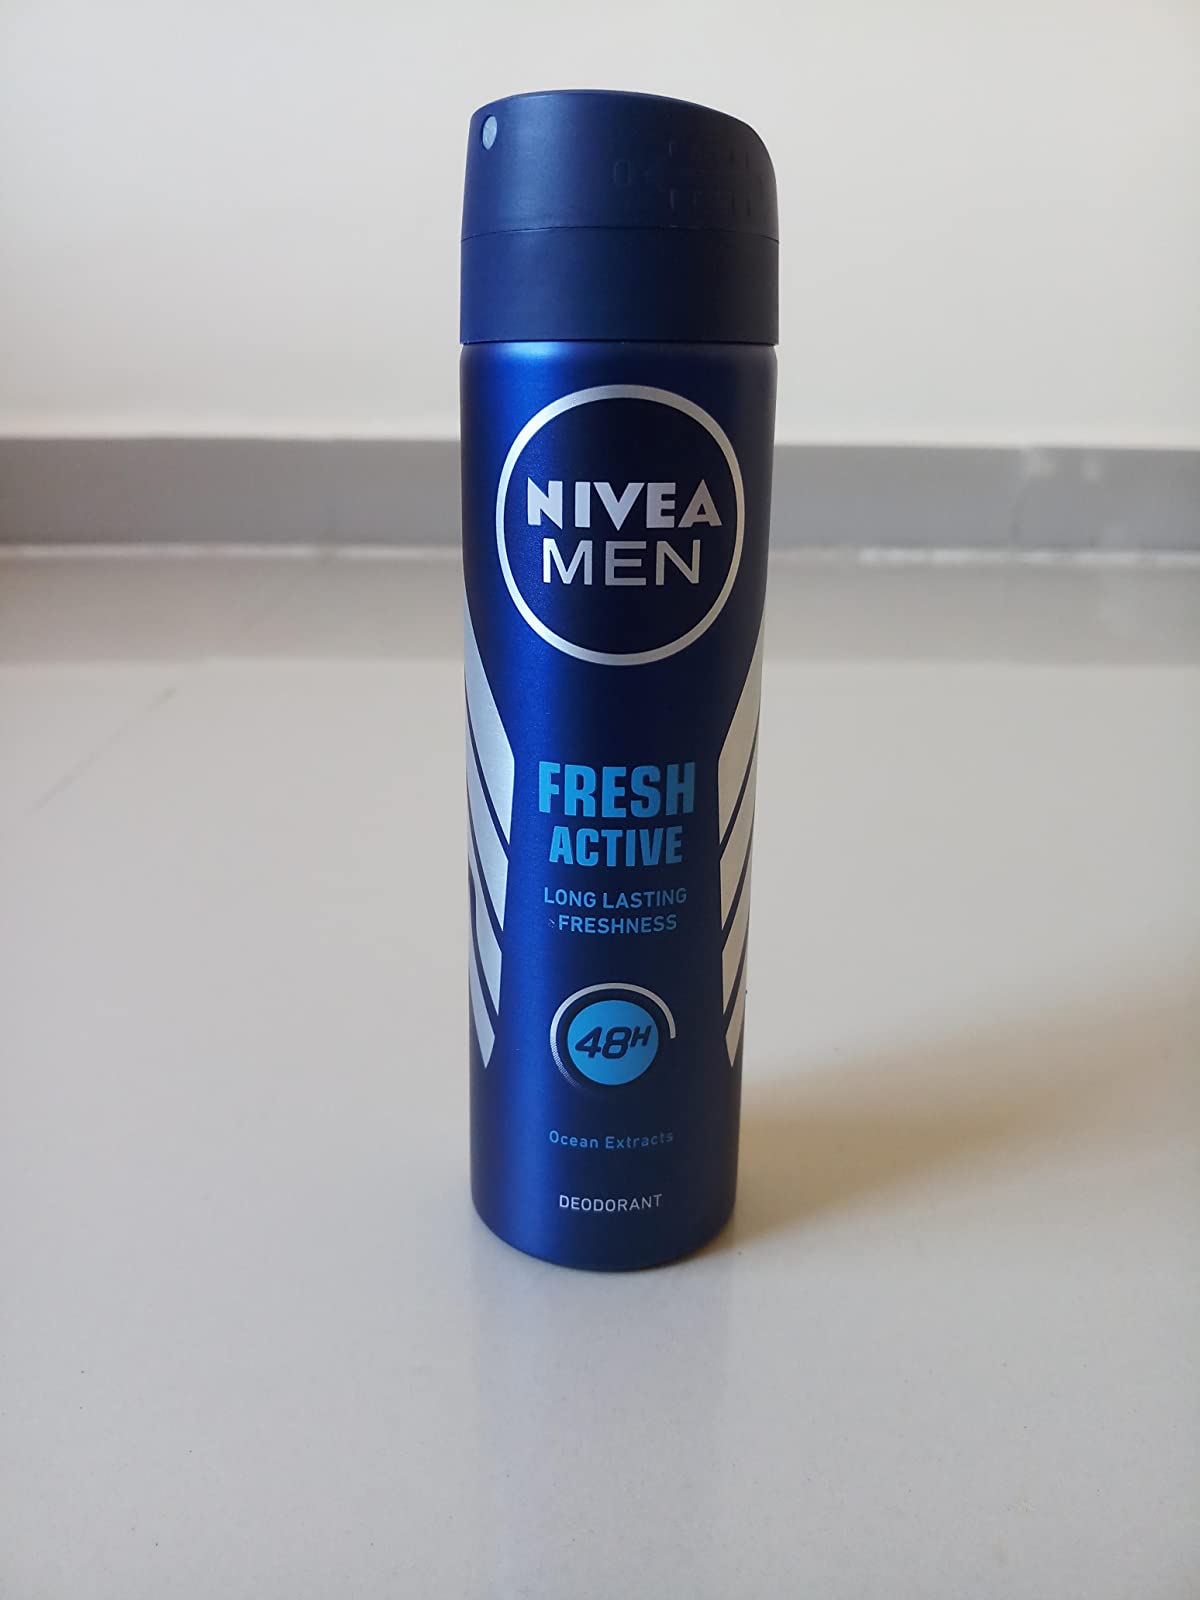 NIVEA
MEN
FRESH
ACTIVE
LONG LASTING
FRESHNESS
48H
Ocean Extracts
DEODORANT